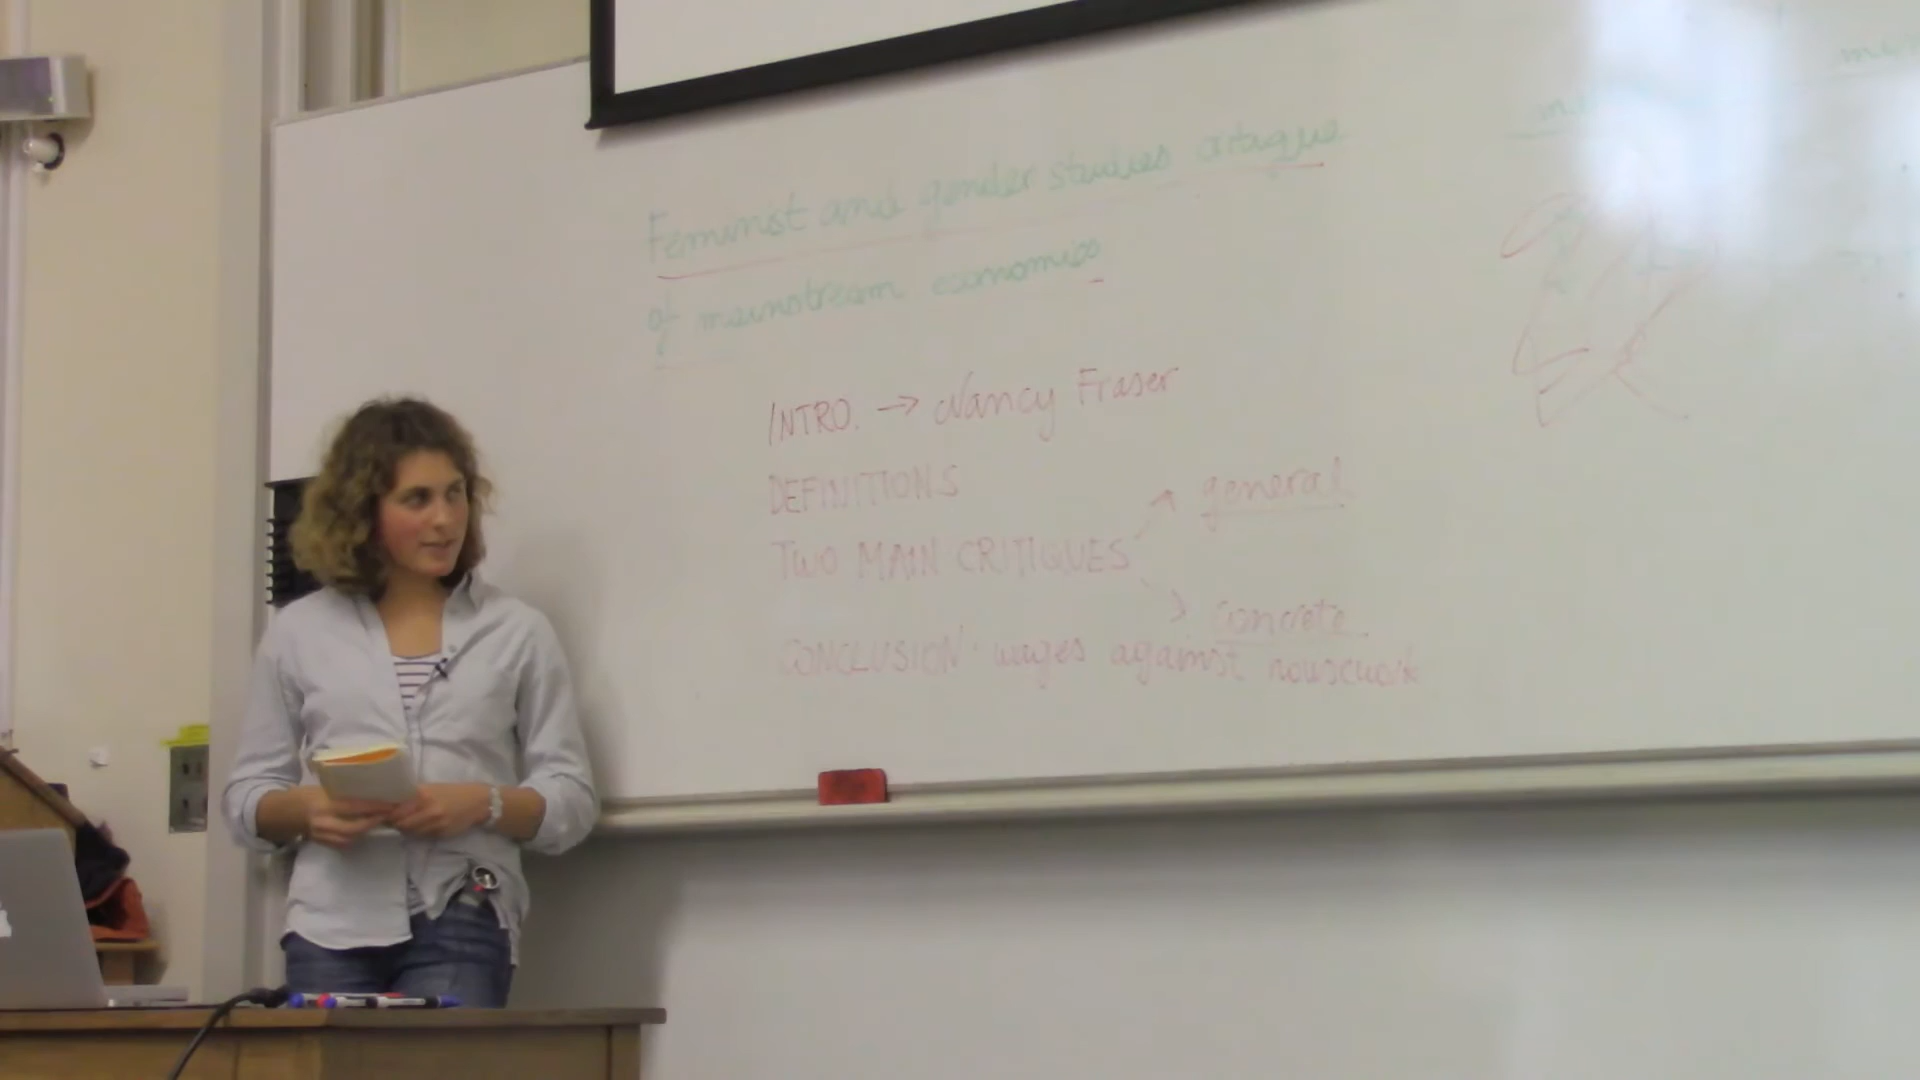 Feminist and gender studies critique
of mainstream economics
INTRO. → Nancy Fraser
DEFINITIONS
general
TWO MAIN CRITIQUES
concrete
CONCLUSION: wages against housework